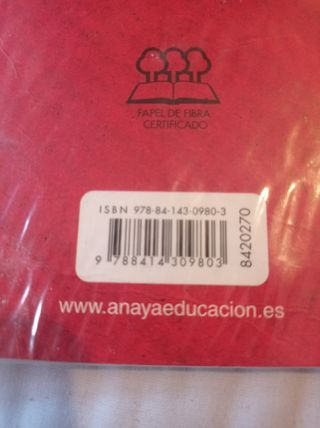 PAPEL DE FIBRA
CERTIFICADO
ISBN 978-84-143-0980-3
9 788414 309803
8420270
www.anayaeducacion.es